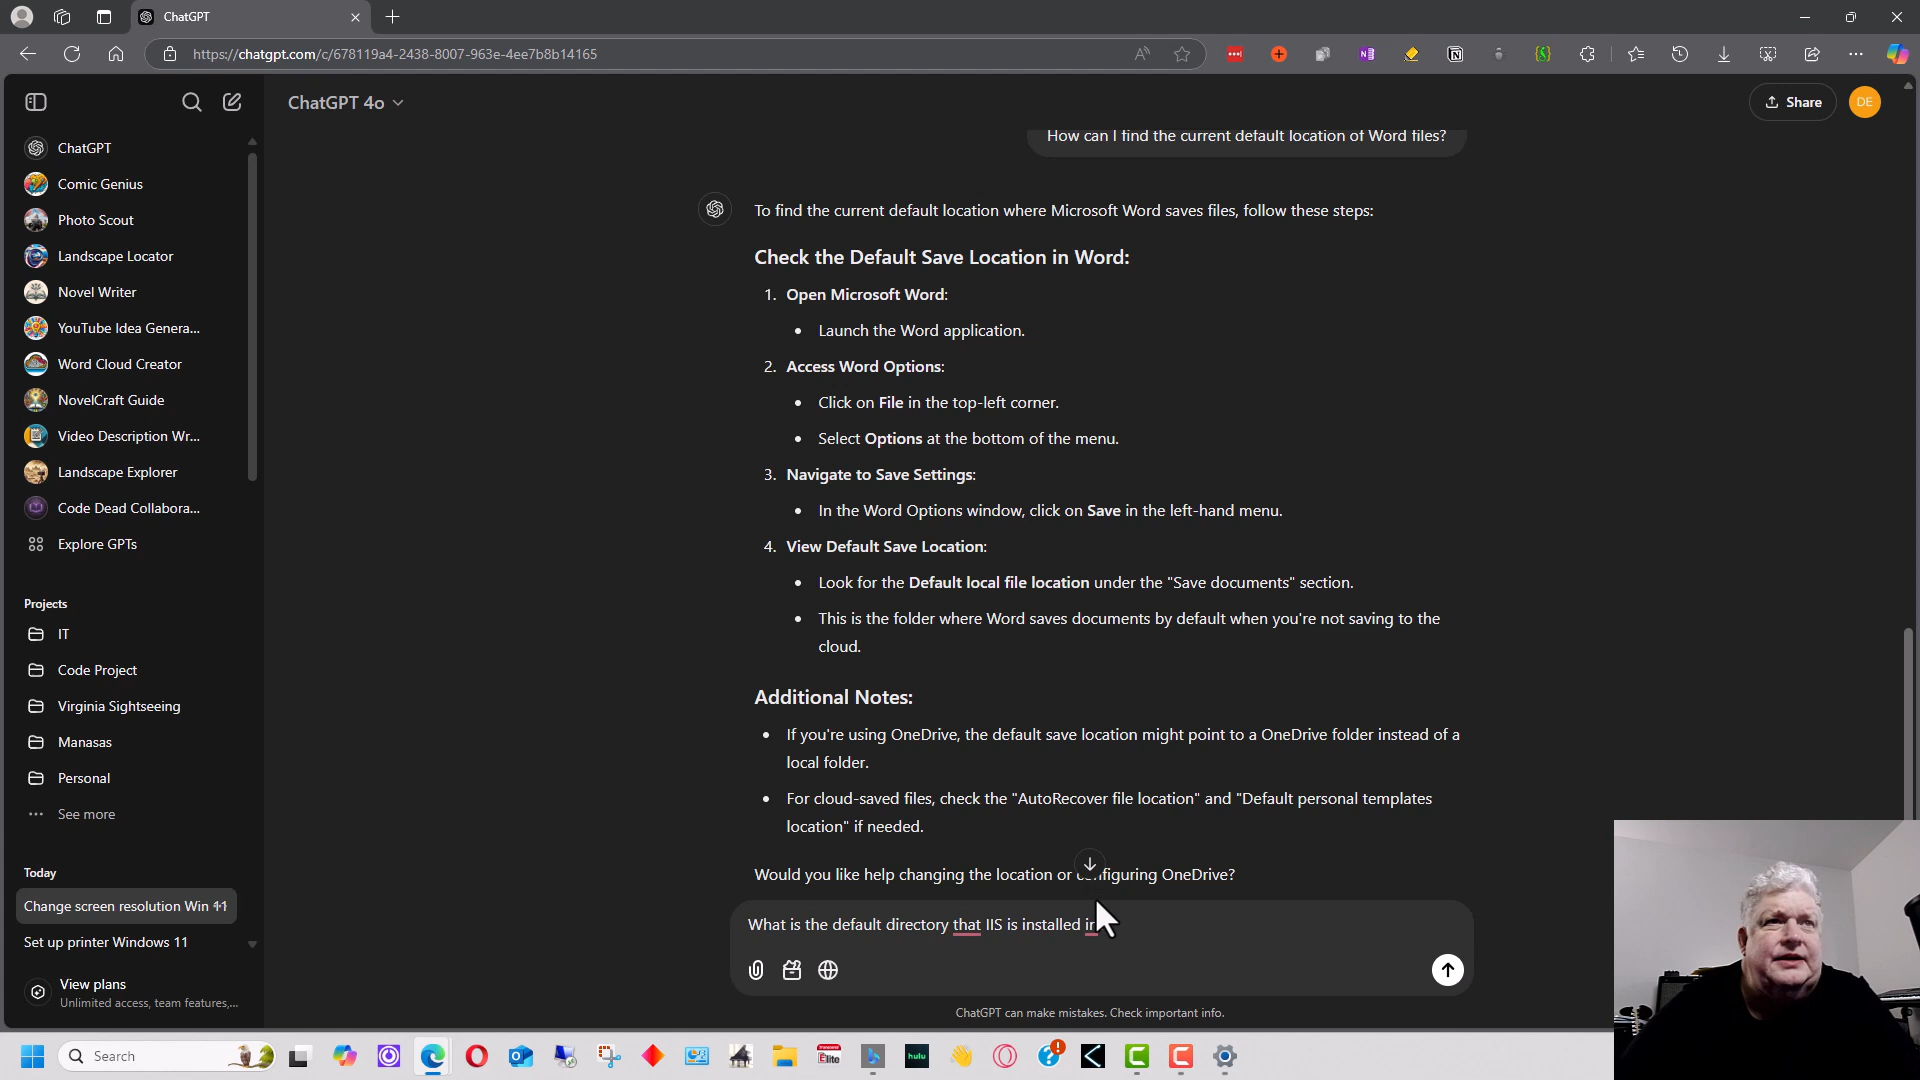 ChatGPT
https://chatgpt.com/c/678119a4-2438-8007-963e-4ee7b8b14165
ChatGPT 4o
Share
DE
ChatGPT
Comic Genius
Photo Scout
Landscape Locator
Novel Writer
YouTube Idea Genera...
Word Cloud Creator
NovelCraft Guide
Video Description Wr...
Landscape Explorer
Code Dead Collabora...
Explore GPTs
Projects
IT
Code Project
Virginia Sightseeing
Manasas
Personal
See more
Today
Change screen resolution Win 11
Set up printer Windows 11
View plans
Unlimited access, team features,...
How can I find the current default location of Word files?
To find the current default location where Microsoft Word saves files, follow these steps:
Check the Default Save Location in Word:
1. Open Microsoft Word:
• Launch the Word application.
2. Access Word Options:
• Click on File in the top-left corner.
• Select Options at the bottom of the menu.
3. Navigate to Save Settings:
• In the Word Options window, click on Save in the left-hand menu.
4. View Default Save Location:
• Look for the Default local file location under the "Save documents" section.
• This is the folder where Word saves documents by default when you're not saving to the
cloud.
Additional Notes:
• If you're using OneDrive, the default save location might point to a OneDrive folder instead of a
local folder.
• For cloud-saved files, check the "AutoRecover file location" and "Default personal templates
location" if needed.
Would you like help changing the location or configuring OneDrive?
What is the default directory that IIS is installed in
ChatGPT can make mistakes. Check important info.
Search
Elite
hulu